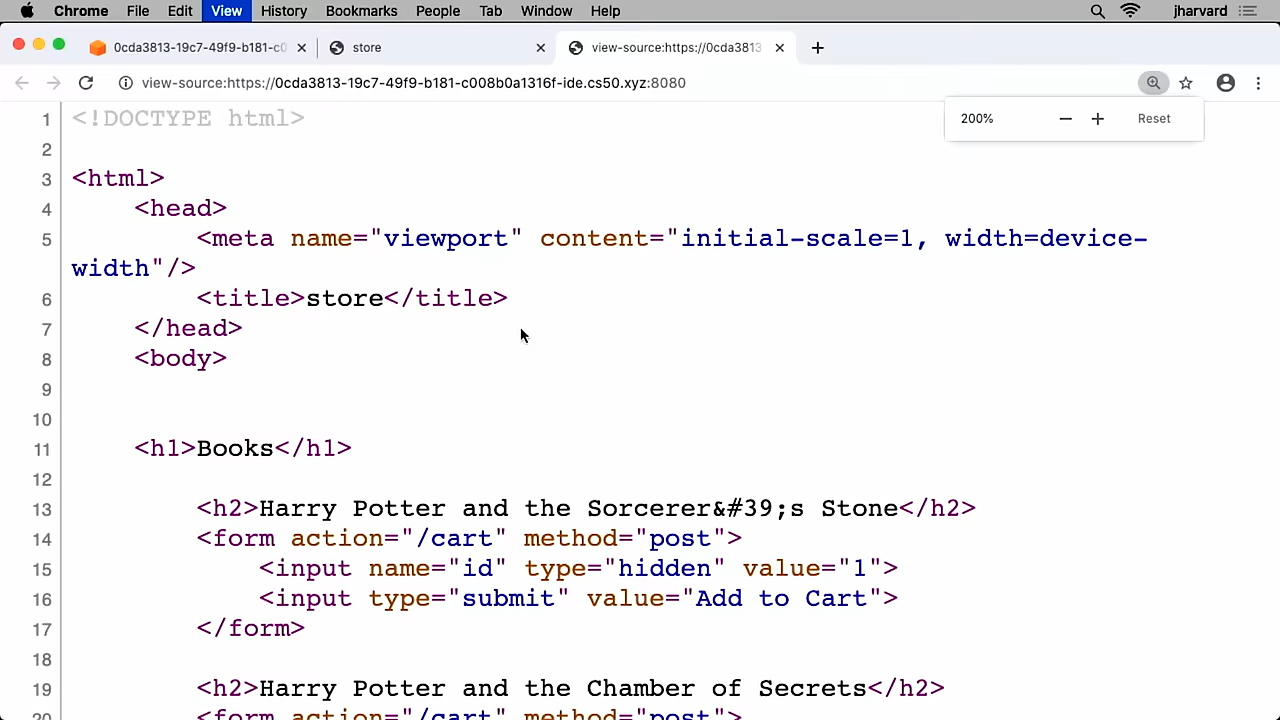 Chrome File Edit View History Bookmarks People Tab Window Help jharvard
0cda3813-19c7-49f9-b181-c0 store view-source:https://0cda3813
view-source:https://0cda3813-19c7-49f9-b181-c008b0a1316f-ide.cs50.xyz:8080
200% − + Reset
1 <!DOCTYPE html>
2
3 <html>
4 <head>
5 <meta name="viewport" content="initial-scale=1, width=device-
width"/>
6 <title>store</title>
7 </head>
8 <body>
9
10
11 <h1>Books</h1>
12
13 <h2>Harry Potter and the Sorcerer&#39;s Stone</h2>
14 <form action="/cart" method="post">
15 <input name="id" type="hidden" value="1">
16 <input type="submit" value="Add to Cart">
17 </form>
18
19 <h2>Harry Potter and the Chamber of Secrets</h2>
20 <form action="/cart" method="post">